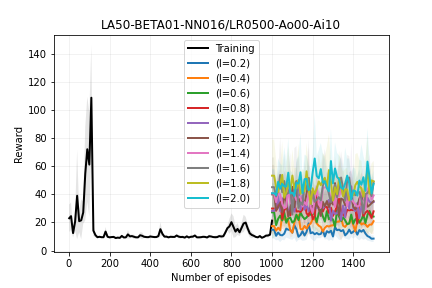 LA50-BETA01-NN016/LR0500-Ao00-Ai10
140
120
100
80
60
40
20
0
Reward
Training
(l=0.2)
(l=0.4)
(l=0.6)
(l=0.8)
(l=1.0)
(l=1.2)
(l=1.4)
(l=1.6)
(l=1.8)
(l=2.0)
0 200 400 600 800 1000 1200 1400
Number of episodes